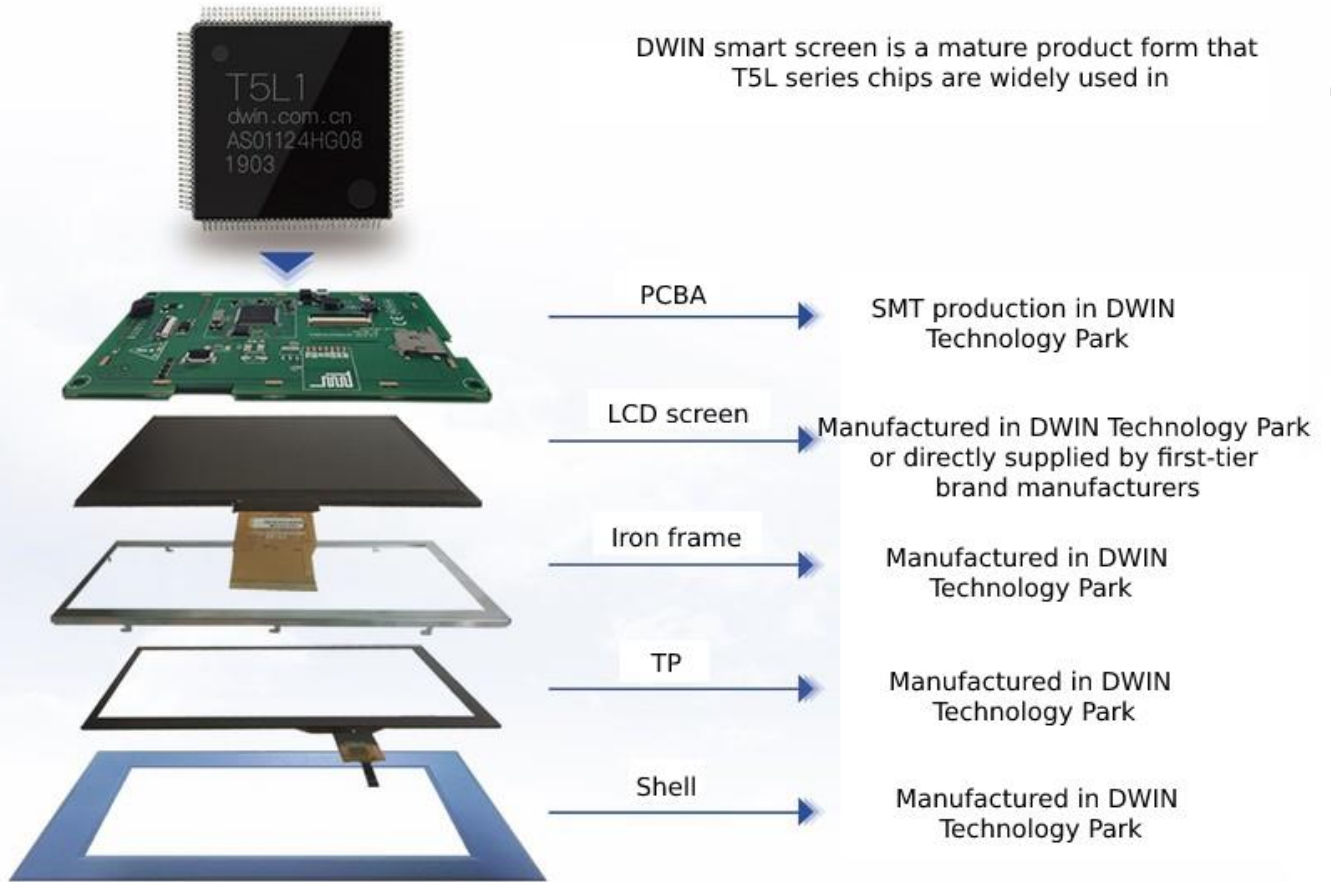 DWIN smart screen is a mature product form that
T5L series chips are widely used in
T5L1
dwin.com.cn
AS01124HG08
1903
PCBA
SMT production in DWIN
Technology Park
LCD screen
Manufactured in DWIN Technology Park
or directly supplied by first-tier
brand manufacturers
Iron frame
Manufactured in DWIN
Technology Park
TP
Manufactured in DWIN
Technology Park
Shell
Manufactured in DWIN
Technology Park